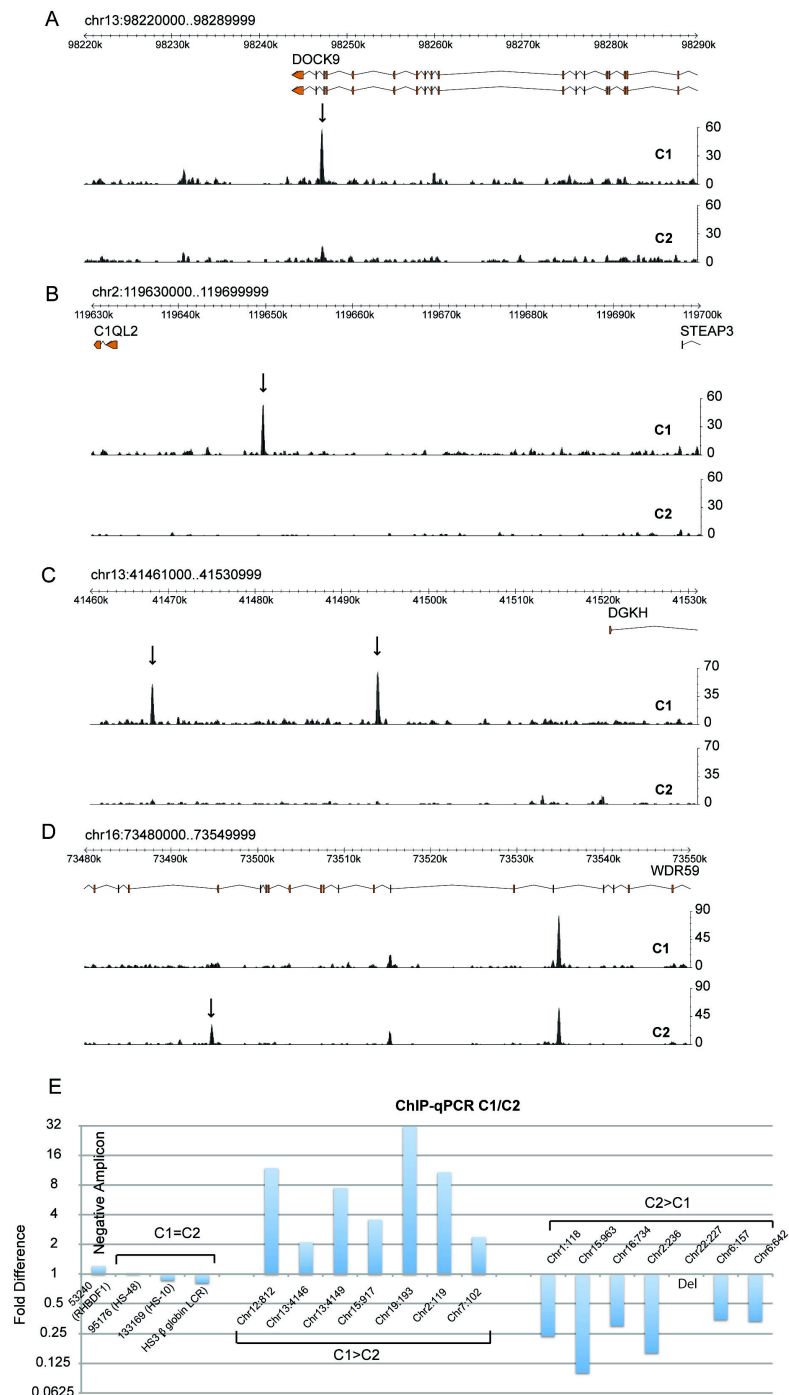 A
chr13:98220000..98289999
98220k 98230k 98240k 98250k 98260k 98270k 98280k 98290k
DOCK9
60
C1
30
0
60
C2
30
0
B
chr2:119630000..119699999
119630k 119640k 119650k 119660k 119670k 119680k 119690k 119700k
C1QL2 STEAP3
60
C1
30
0
60
30
C2
0
C
chr13:41461000..41530999
41460k 41470k 41480k 41490k 41500k 41510k 41520k 41530k
DGKH
70
C1
35
0
70
35
C2
0
D
chr16:73480000..73549999
73480k 73490k 73500k 73510k 73520k 73530k 73540k 73550k
WDR59
90
C1
45
0
90
45
C2
0
E
ChIP-qPCR C1/C2
Fold Difference
32
16
8
4
2
1
0.5
0.25
0.125
0.0625
Negative Amplicon
C1=C2
53240
(RHBDF1)
95176 (HS-48)
133169 (HS-10)
HS3 β globin LCR)
Chr12:812
Chr13:4146
Chr13:4149
Chr15:917
Chr19:193
Chr2:119
Chr7:102
C1>C2
C2>C1
Chr1:118
Chr15:963
Chr16:734
Chr2:236
Chr22:227
Chr6:157
Chr6:642
Del